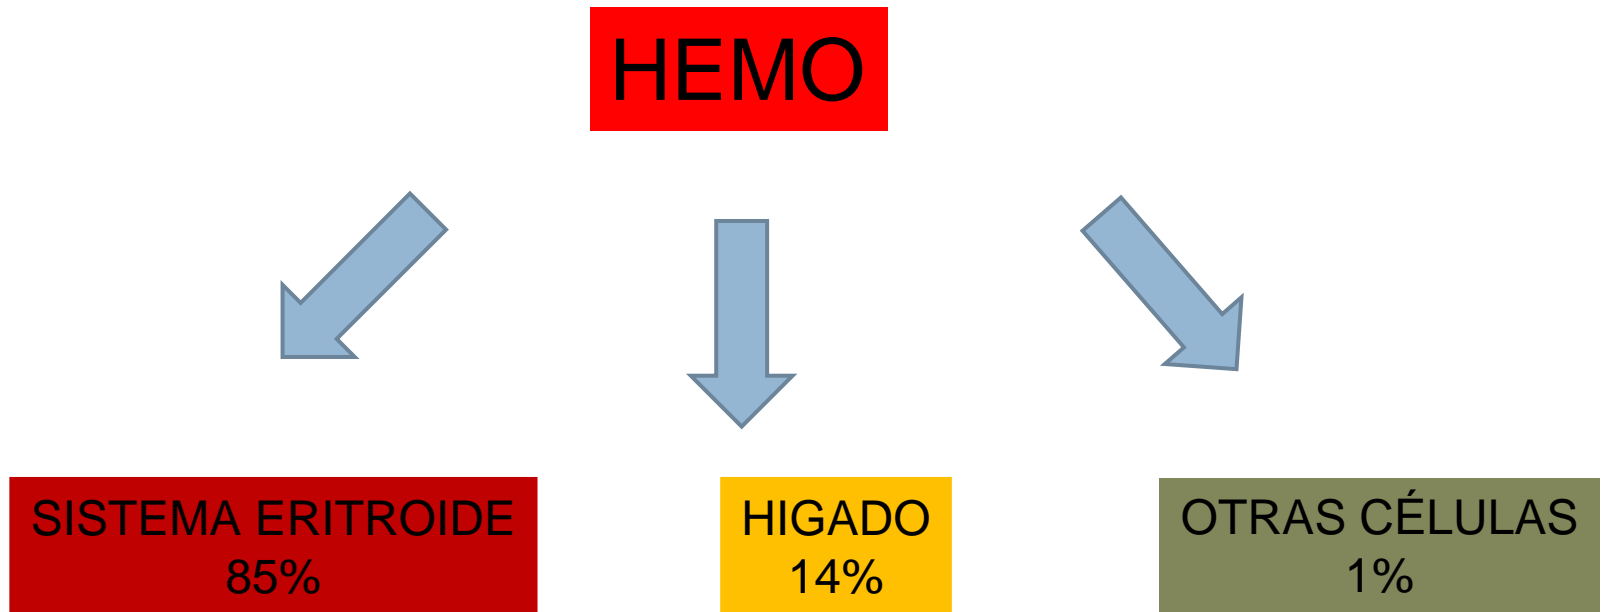 HEMO
SISTEMA ERITROIDE
85%
HIGADO
14%
OTRAS CÉLULAS
1%